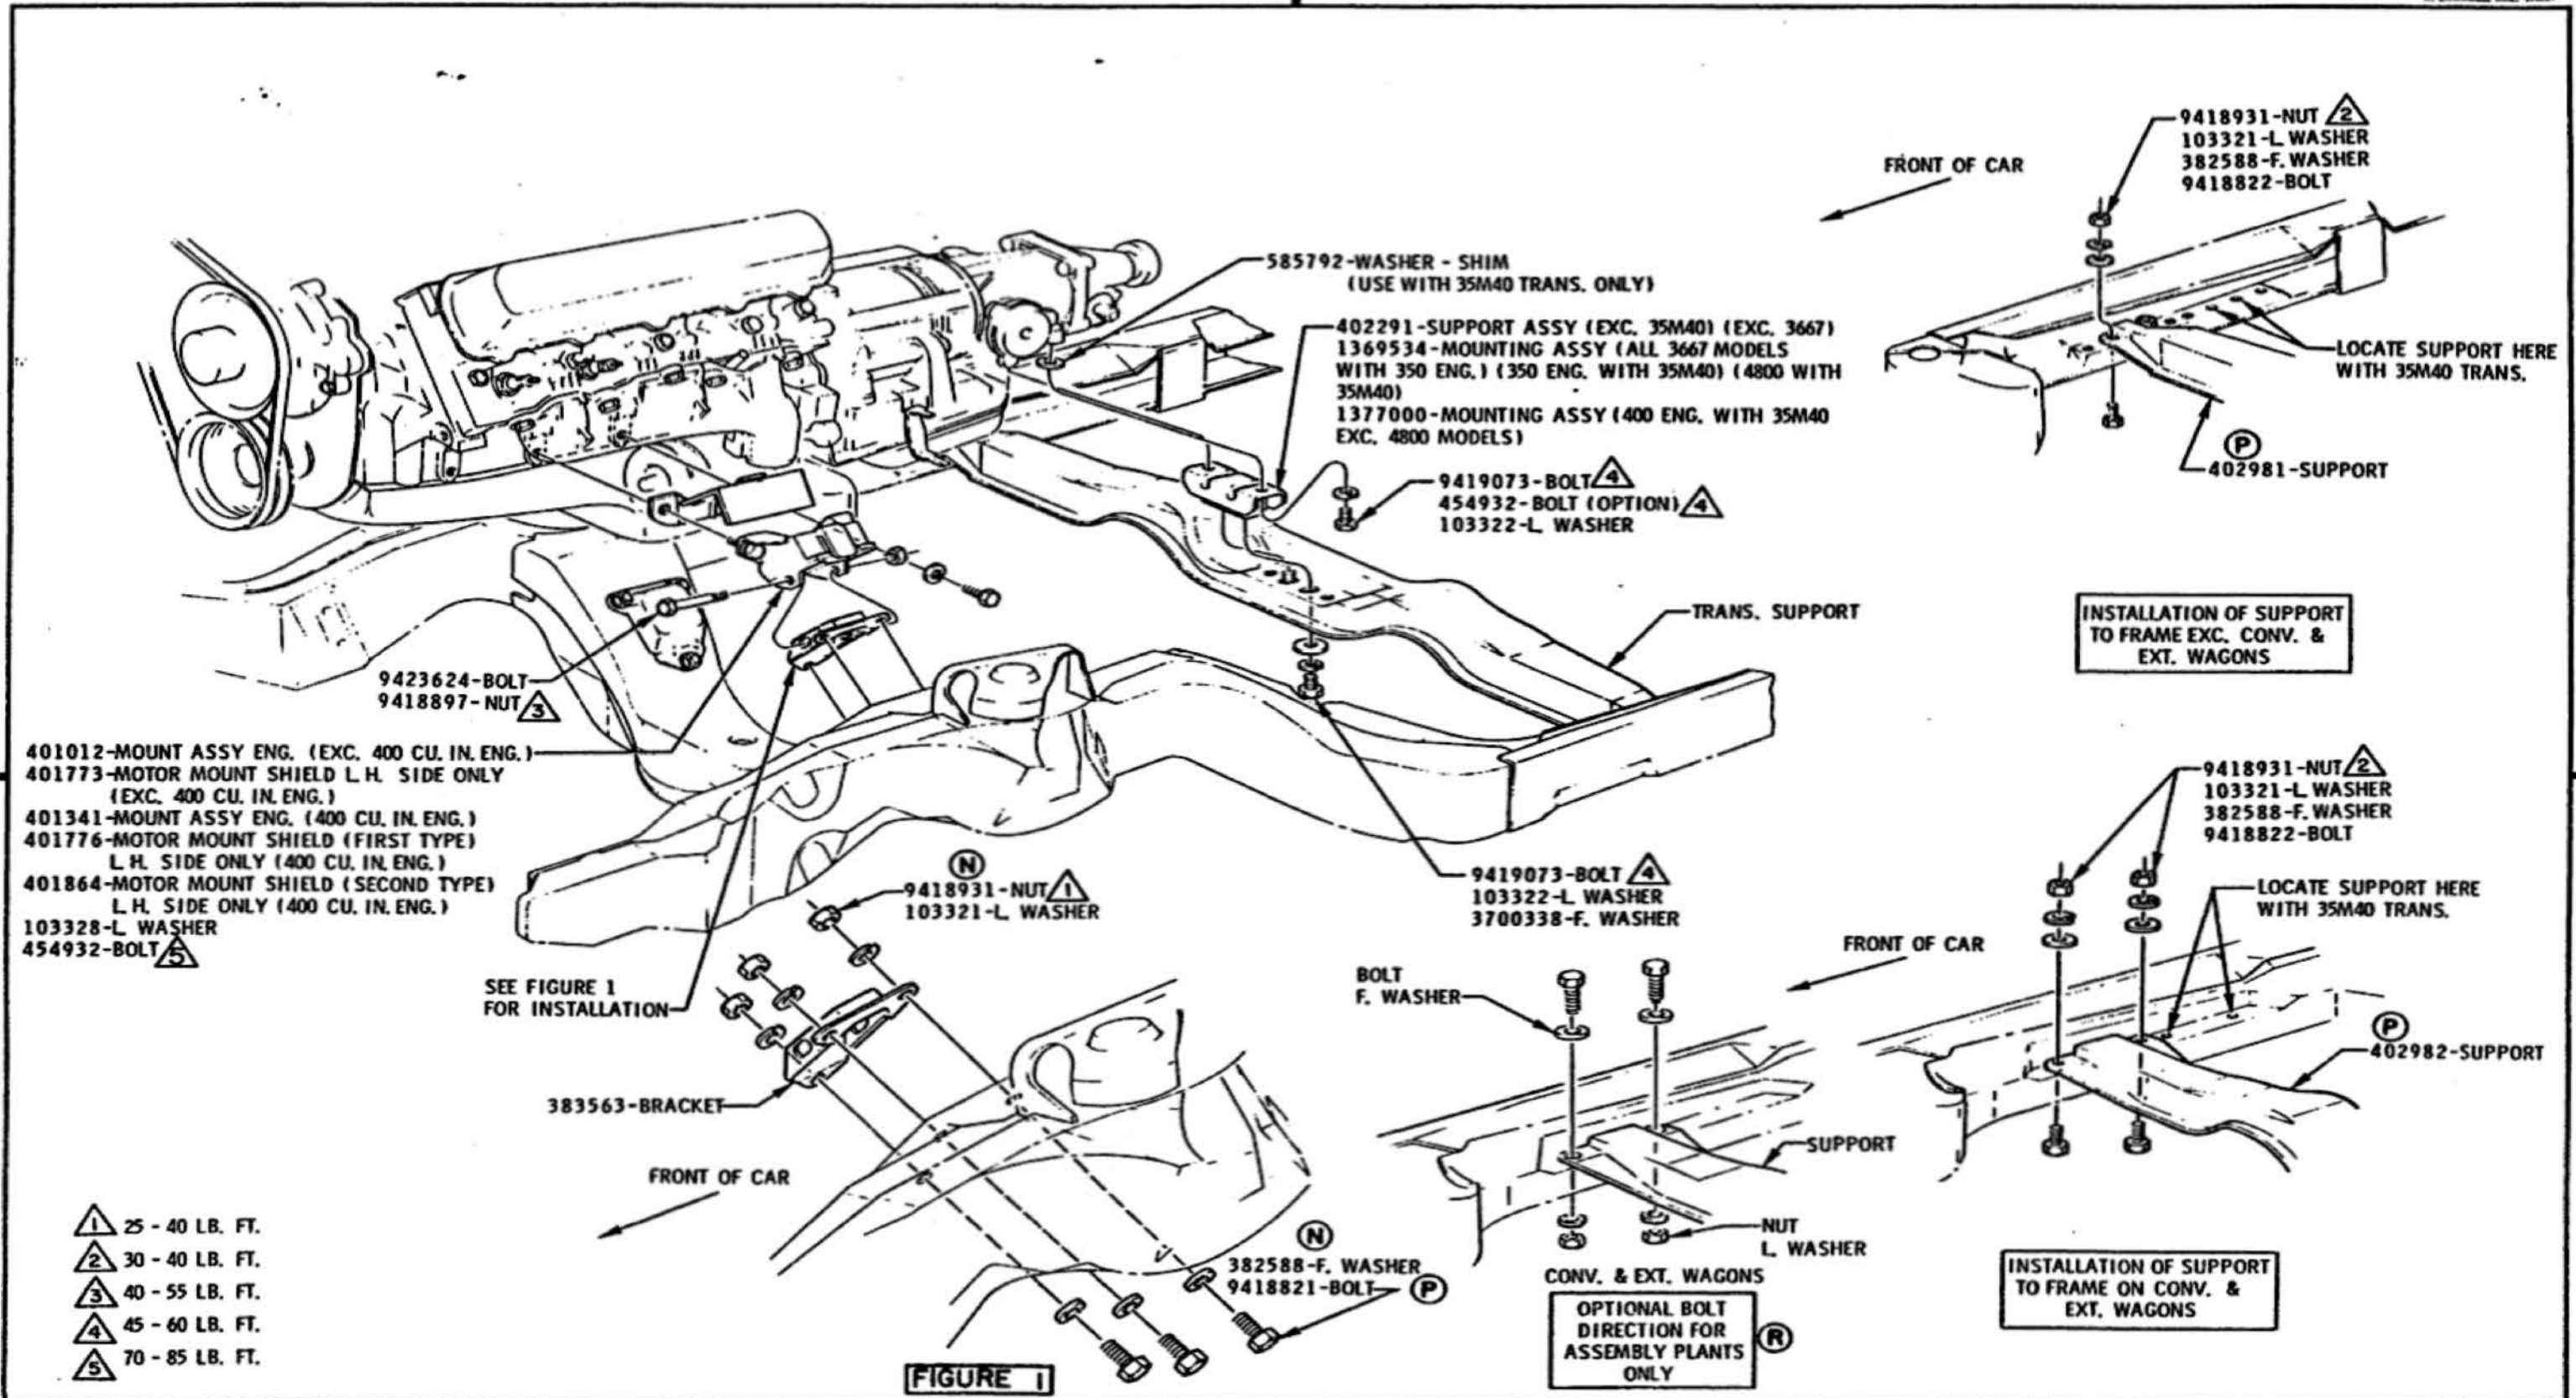 9418931-NUT 2
103321-L WASHER
382588-F. WASHER
9418822-BOLT
FRONT OF CAR
LOCATE SUPPORT HERE
WITH 35M40 TRANS.
P
402981-SUPPORT
INSTALLATION OF SUPPORT
TO FRAME EXC. CONV. &
EXT. WAGONS
585792-WASHER - SHIM
(USE WITH 35M40 TRANS. ONLY)
402291-SUPPORT ASSY (EXC. 35M40) (EXC. 3667)
1369534-MOUNTING ASSY (ALL 3667 MODELS
WITH 350 ENG.) (350 ENG. WITH 35M40) (4800 WITH
35M40)
1377000-MOUNTING ASSY (400 ENG. WITH 35M40
EXC. 4800 MODELS)
9419073-BOLT 4
454932-BOLT (OPTION) 4
103322-L WASHER
TRANS. SUPPORT
C
9423624-BOLT
9418897-NUT 3
401012-MOUNT ASSY ENG. (EXC. 400 CU. IN. ENG.)
401773-MOTOR MOUNT SHIELD L.H. SIDE ONLY
(EXC. 400 CU. IN. ENG.)
401341-MOUNT ASSY ENG. (400 CU. IN. ENG.)
401776-MOTOR MOUNT SHIELD (FIRST TYPE)
L.H. SIDE ONLY (400 CU. IN. ENG.)
401864-MOTOR MOUNT SHIELD (SECOND TYPE)
L.H. SIDE ONLY (400 CU. IN. ENG.)
103328-L WASHER
454932-BOLT 5
SEE FIGURE 1
FOR INSTALLATION
N
9418931-NUT 1
103321-L. WASHER
383563-BRACKET
FRONT OF CAR
N
382588-F. WASHER
9418821-BOLT P
FIGURE 1
9419073-BOLT 4
103322-L WASHER
3700338-F. WASHER
BOLT
F. WASHER
SUPPORT
NUT
L. WASHER
CONV. & EXT. WAGONS
OPTIONAL BOLT
DIRECTION FOR
ASSEMBLY PLANTS
ONLY
R
9418931-NUT 2
103321-L WASHER
382588-F. WASHER
9418822-BOLT
LOCATE SUPPORT HERE
WITH 35M40 TRANS.
FRONT OF CAR
P
402982-SUPPORT
INSTALLATION OF SUPPORT
TO FRAME ON CONV. &
EXT. WAGONS
1 25 - 40 LB. FT.
2 30 - 40 LB. FT.
3 40 - 55 LB. FT.
4 45 - 60 LB. FT.
5 70 - 85 LB. FT.